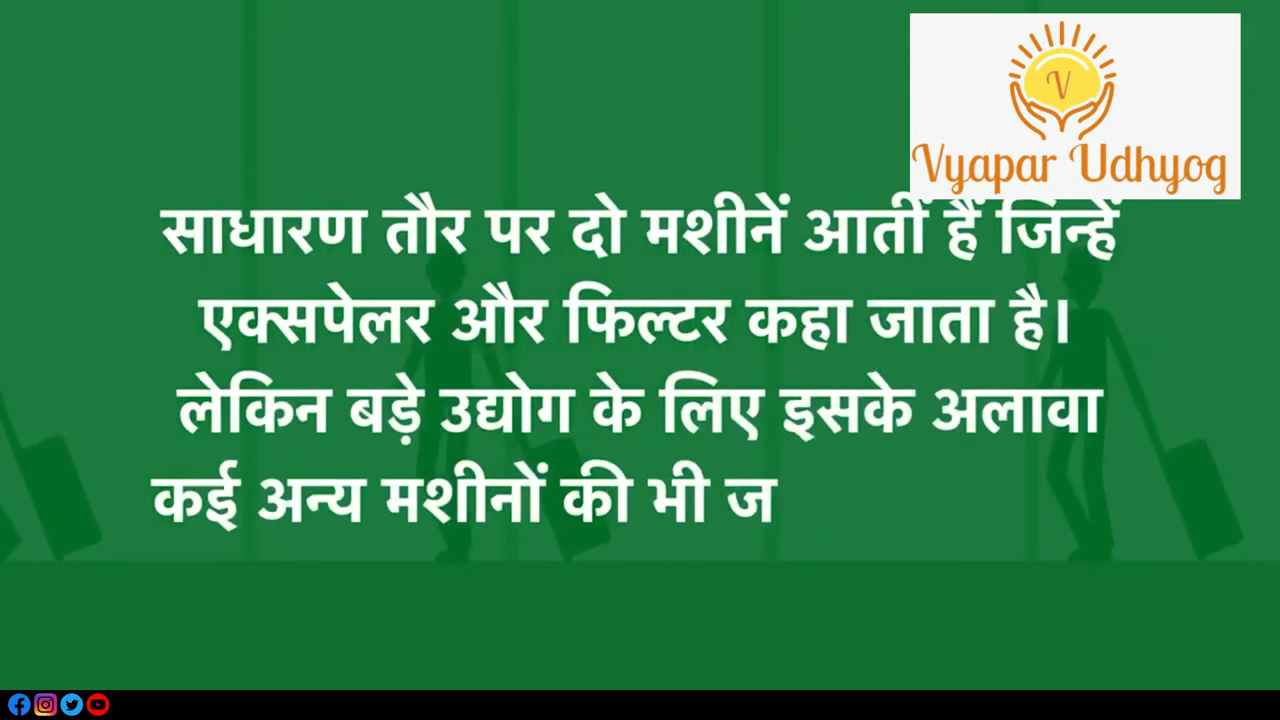 V
Vyapar Udhyog
साधारण तौर पर दो मशीनें आतीं हैं जिन्हें
एक्सपेलर और फिल्टर कहा जाता है।
लेकिन बड़े उद्योग के लिए इसके अलावा
कई अन्य मशीनों की भी ज